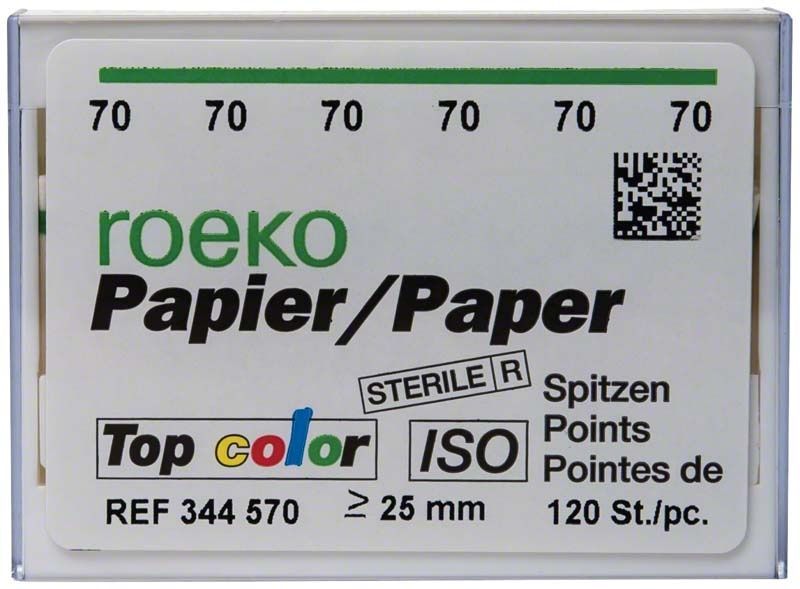 70 70 70 70 70 70
roeko
Papier/Paper
STERILE R
Spitzen
Points
Pointes de
Top color
ISO
REF 344 570
≥ 25 mm
120 St./pc.